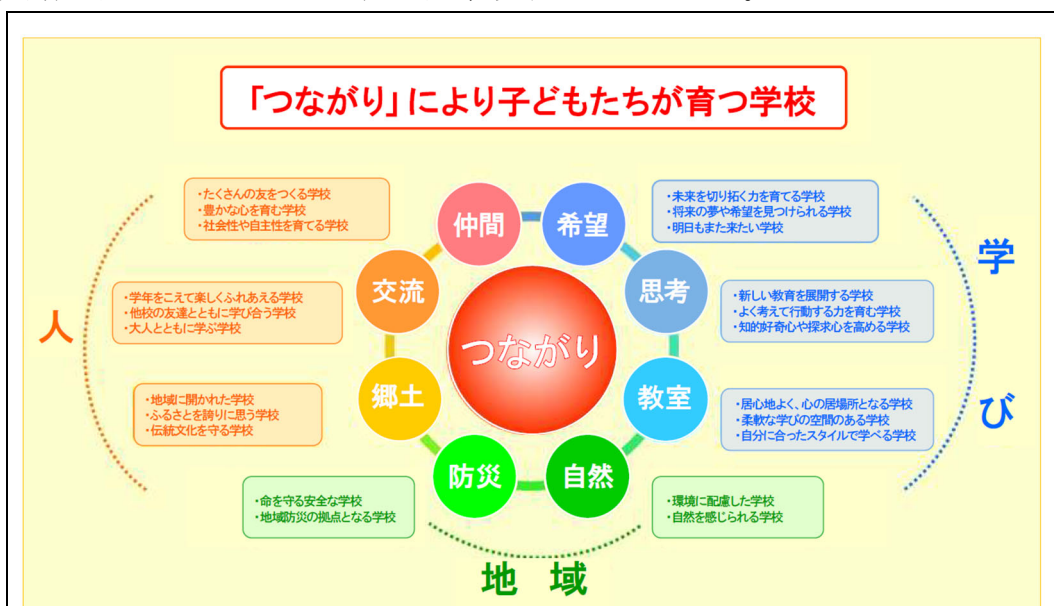 「つながり」により子どもたちが育つ学校
・たくさんの友をつくる学校
・豊かな心を育む学校
・社会性や自主性を育てる学校
仲間
希望
・未来を切り拓く力を育てる学校
・将来の夢や希望を見つけられる学校
・明日もまた来たい学校
人
・学年をこえて楽しくふれあえる学校
・他校の友達とともに学び合う学校
・大人とともに学ぶ学校
交流
つながり
思考
・新しい教育を展開する学校
・よく考えて行動する力を育む学校
・知的好奇心や探求心を高める学校
学び
・地域に開かれた学校
・ふるさとを誇りに思う学校
・伝統文化を守る学校
郷土
教室
・居心地よく、心の居場所となる学校
・柔軟な学びの空間のある学校
・自分に合ったスタイルで学べる学校
・命を守る安全な学校
・地域防災の拠点となる学校
防災
自然
・環境に配慮した学校
・自然を感じられる学校
地域